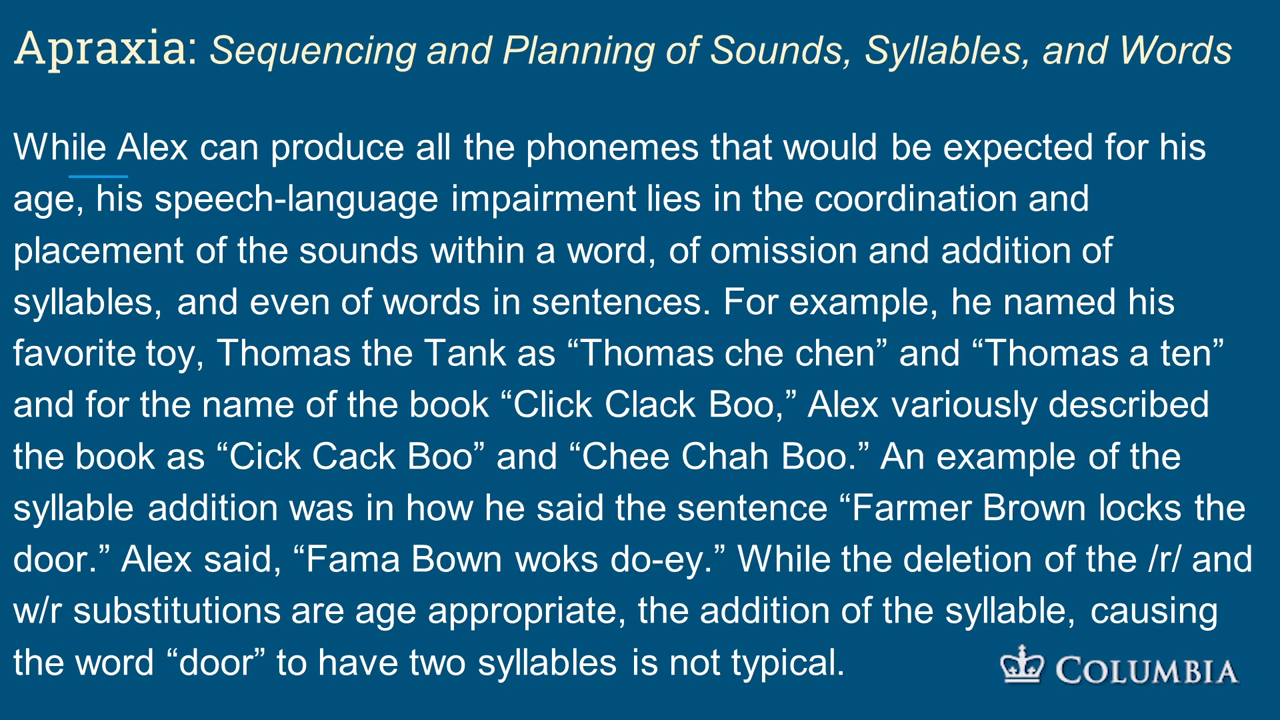 Apraxia: Sequencing and Planning of Sounds, Syllables, and Words
While Alex can produce all the phonemes that would be expected for his
age, his speech-language impairment lies in the coordination and
placement of the sounds within a word, of omission and addition of
syllables, and even of words in sentences. For example, he named his
favorite toy, Thomas the Tank as “Thomas che chen” and “Thomas a ten”
and for the name of the book “Click Clack Boo,” Alex variously described
the book as “Cick Cack Boo” and “Chee Chah Boo.” An example of the
syllable addition was in how he said the sentence “Farmer Brown locks the
door.” Alex said, “Fama Bown woks do-ey.” While the deletion of the /r/ and
w/r substitutions are age appropriate, the addition of the syllable, causing
the word “door” to have two syllables is not typical.
COLUMBIA